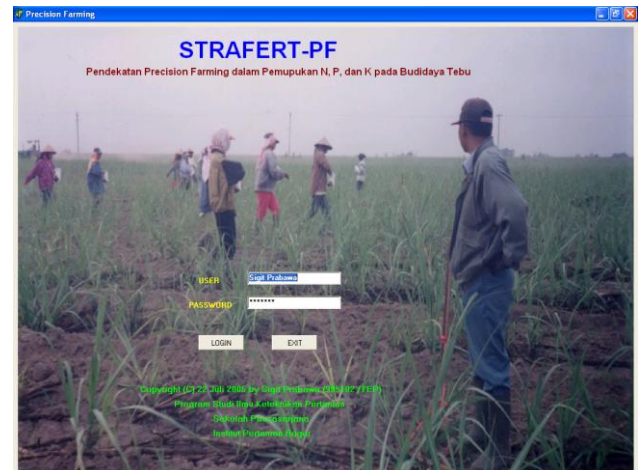 Precision Farming
STRAFERT-PF
Pendekatan Precision Farming dalam Pemupukan N, P, dan K pada Budidaya Tebu
USER
Sigit Prabawa
PASSWORD
*******
LOGIN
EXIT
Copyright (C) 22 Juli 2005 by Sigit Prabawa (TEP)
Program Studi Ilmu Keteknikan Pertanian
Sekolah Pascasarjana
Institut Pertanian Bogor